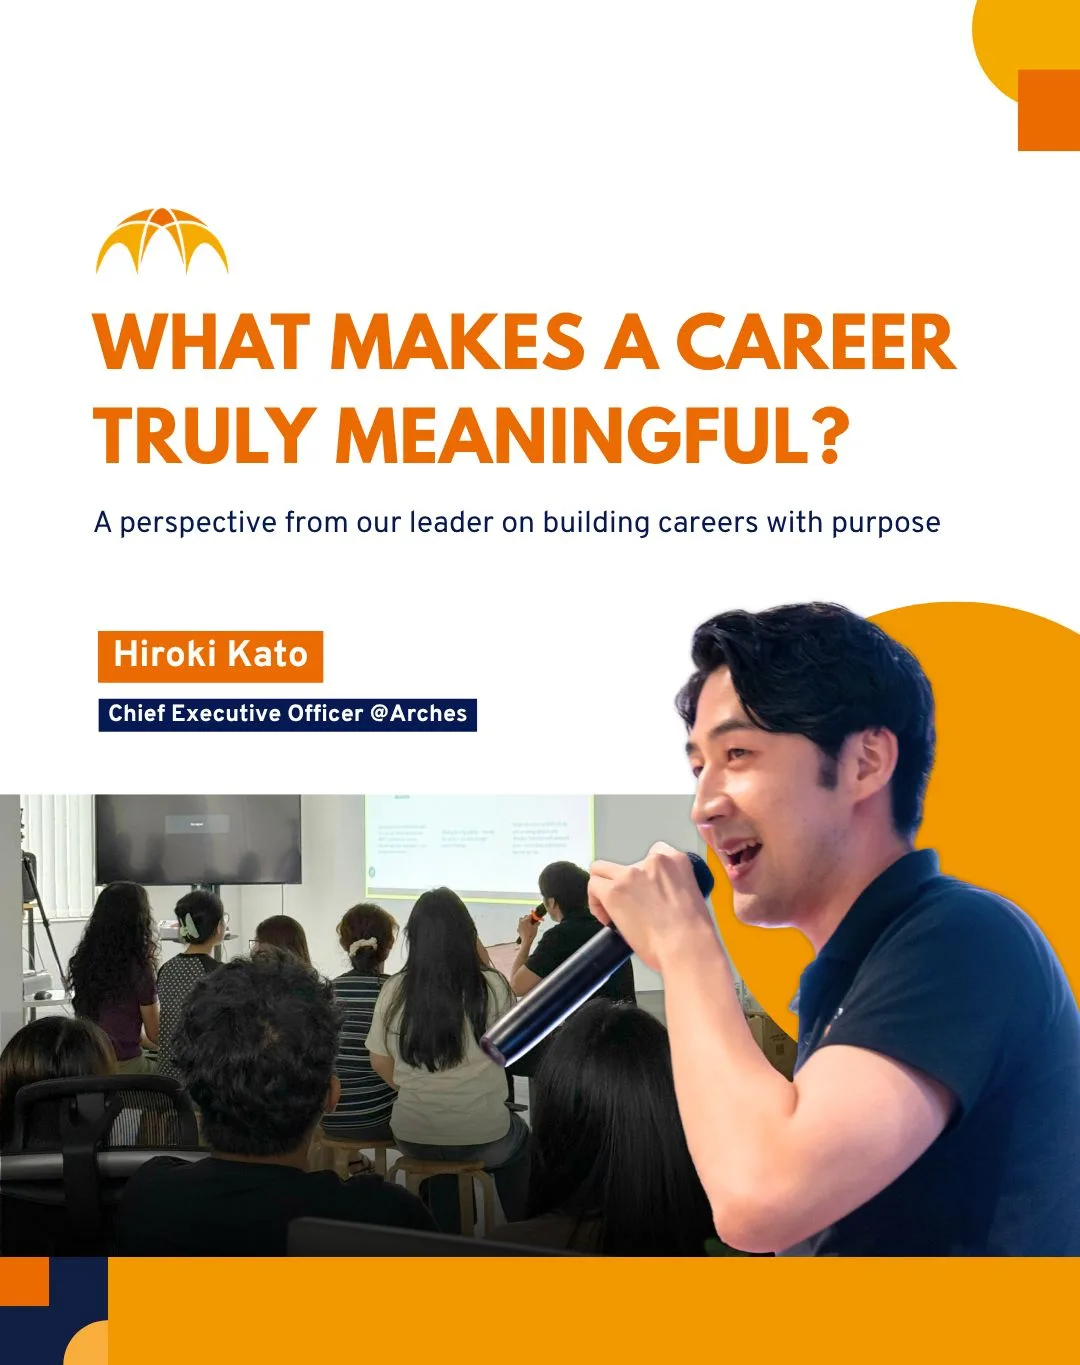 WHAT MAKES A CAREER
TRULY MEANINGFUL?
A perspective from our leader on building careers with purpose
Hiroki Kato
Chief Executive Officer @Arches